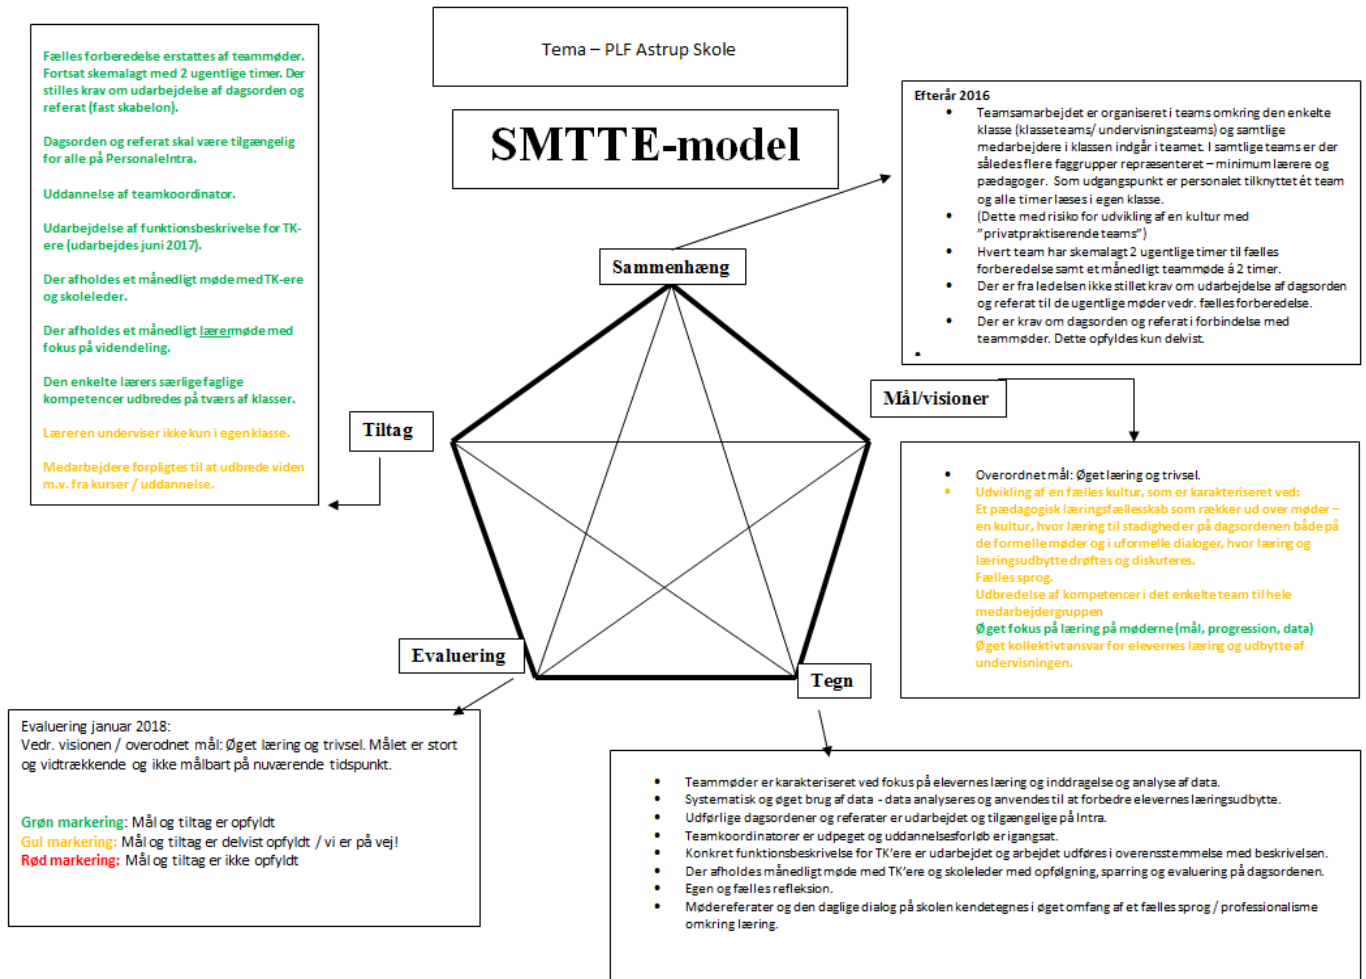 Tema – PLF Astrup Skole
SMTTE-model
Fælles forberedelse erstattes af teammøder.
Fortsat skemalagt med 2 ugentlige timer. Der
stilles krav om udarbejdelse af dagsorden og
referat (fast skabelon).
Dagsorden og referat skal være tilgængelig
for alle på PersonaleIntra.
Uddannelse af teamkoordinator.
Udarbejdelse af funktionsbeskrivelse for TK-
ere (udarbejdes juni 2017).
Der afholdes et månedligt møde med TK-ere
og skoleleder.
Der afholdes et månedligt lærermøde med
fokus på videndeling.
Den enkelte lærers særlige faglige
kompetencer udbredes på tværs af klasser.
Læreren underviser ikke kun i egen klasse.
Medarbejdere forpligtes til at udbrede viden
m.v. fra kurser / uddannelse.
Efterår 2016
• Teamsamarbejdet er organiseret i teams omkring den enkelte
klasse (klasseteams/ undervisningsteams) og samtlige
medarbejdere i klassen indgår i teamet. I samtlige teams er der
således flere faggrupper repræsenteret – minimum lærere og
pædagoger. Som udgangspunkt er personalet tilknyttet ét team
og alle timer læses i egen klasse.
• (Dette med risiko for udvikling af en kultur med
”privatpraktiserende teams”)
• Hvert team har skemalagt 2 ugentlige timer til fælles
forberedelse samt et månedligt teammøde á 2 timer.
• Der er fra ledelsen ikke stillet krav om udarbejdelse af dagsorden
og referat til de ugentlige møder vedr. fælles forberedelse.
• Der er krav om dagsorden og referat i forbindelse med
teammøder. Dette opfyldes kun delvist.
•
Sammenhæng
Mål/visioner
Tiltag
• Overordnet mål: Øget læring og trivsel.
• Udvikling af en fælles kultur, som er karakteriseret ved:
Et pædagogisk læringsfællesskab som rækker ud over møder –
en kultur, hvor læring til stadighed er på dagsordenen både på
de formelle møder og i uformelle dialoger, hvor læring og
læringsudbytte drøftes og diskuteres.
Fælles sprog.
Udbredelse af kompetencer i det enkelte team til hele
medarbejdergruppen
Øget fokus på læring på møderne (mål, progression, data)
Øget kollektivt ansvar for elevernes læring og udbytte af
undervisningen.
Evaluering
Tegn
Evaluering januar 2018:
Vedr. visionen / overodnet mål: Øget læring og trivsel. Målet er stort
og vidtrækkende og ikke målbart på nuværende tidspunkt.
Grøn markering: Mål og tiltag er opfyldt
Gul markering: Mål og tiltag er delvist opfyldt / vi er på vej!
Rød markering: Mål og tiltag er ikke opfyldt
• Teammøder er karakteriseret ved fokus på elevernes læring og inddragelse og analyse af data.
• Systematisk og øget brug af data - data analyseres og anvendes til at forbedre elevernes læringsudbytte.
• Udførlige dagsordener og referater er udarbejdet og tilgængelige på Intra.
• Teamkoordinatorer er udpeget og uddannelsesforløb er igangsat.
• Konkret funktionsbeskrivelse for TK’ere er udarbejdet og arbejdet udføres i overensstemmelse med beskrivelsen.
• Der afholdes månedligt møde med TK’ere og skoleleder med opfølgning, sparring og evaluering på dagsordenen.
• Egen og fælles refleksion.
• Mødereferater og den daglige dialog på skolen kendetegnes i øget omfang af et fælles sprog / professionalisme
omkring læring.